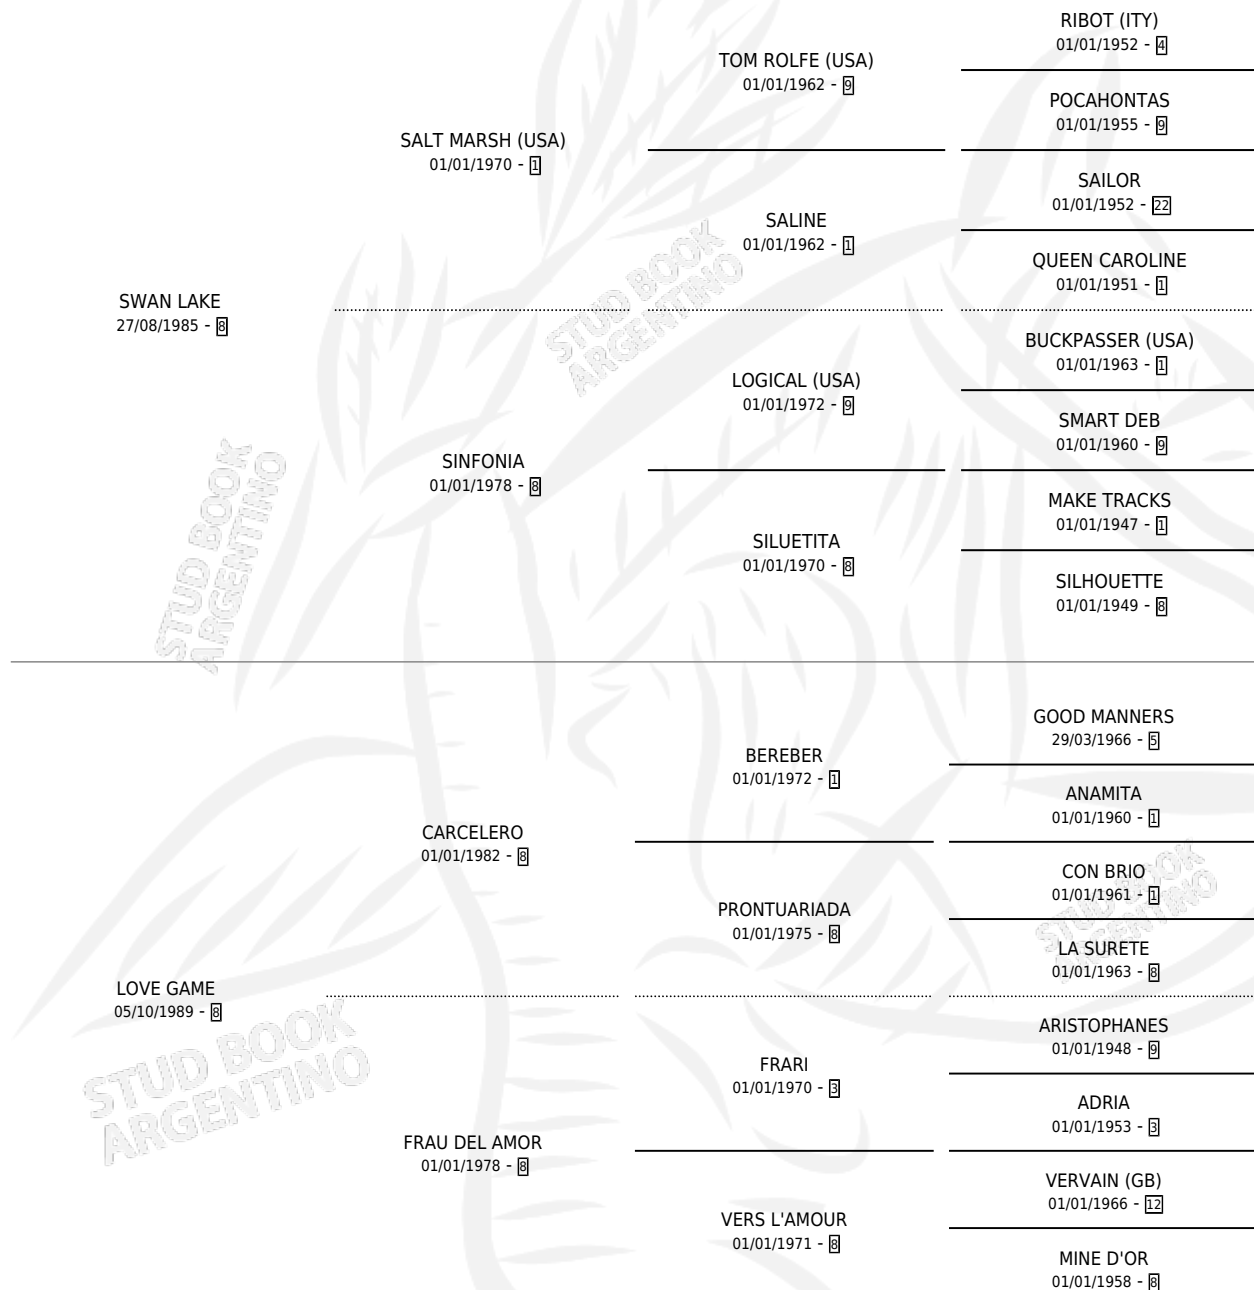 RIBOT (ITY)
01/01/1952 - 4
TOM ROLFE (USA)
01/01/1962 - 9
POCAHONTAS
01/01/1955 - 9
SALT MARSH (USA)
01/01/1970 - 1
SAILOR
01/01/1952 - 22
SALINE
01/01/1962 - 1
QUEEN CAROLINE
01/01/1951 - 1
SWAN LAKE
27/08/1985 - 8
STUD BOOK
ARGENTINO
BUCKPASSER (USA)
01/01/1963 - 1
LOGICAL (USA)
01/01/1972 - 9
SMART DEB
01/01/1960 - 9
SINFONIA
01/01/1978 - 8
MAKE TRACKS
01/01/1947 - 1
SILUETITA
01/01/1970 - 8
SILHOUETTE
01/01/1949 - 8
STUD BOOK
ARGENTINO
GOOD MANNERS
29/03/1966 - 5
BEREBER
01/01/1972 - 1
ANAMITA
01/01/1960 - 1
CARCELERO
01/01/1982 - 8
CON BRIO
01/01/1961 - 1
PRONTUARIADA
01/01/1975 - 8
STUD BOOK
ARGENTINO
LA SURETE
01/01/1963 - 8
LOVE GAME
05/10/1989 - 8
STUD BOOK
ARGENTINO
ARISTOPHANES
01/01/1948 - 9
FRARI
01/01/1970 - 3
ADRIA
01/01/1953 - 3
FRAU DEL AMOR
01/01/1978 - 8
VERVAIN (GB)
01/01/1966 - 12
VERS L'AMOUR
01/01/1971 - 8
MINE D'OR
01/01/1958 - 8